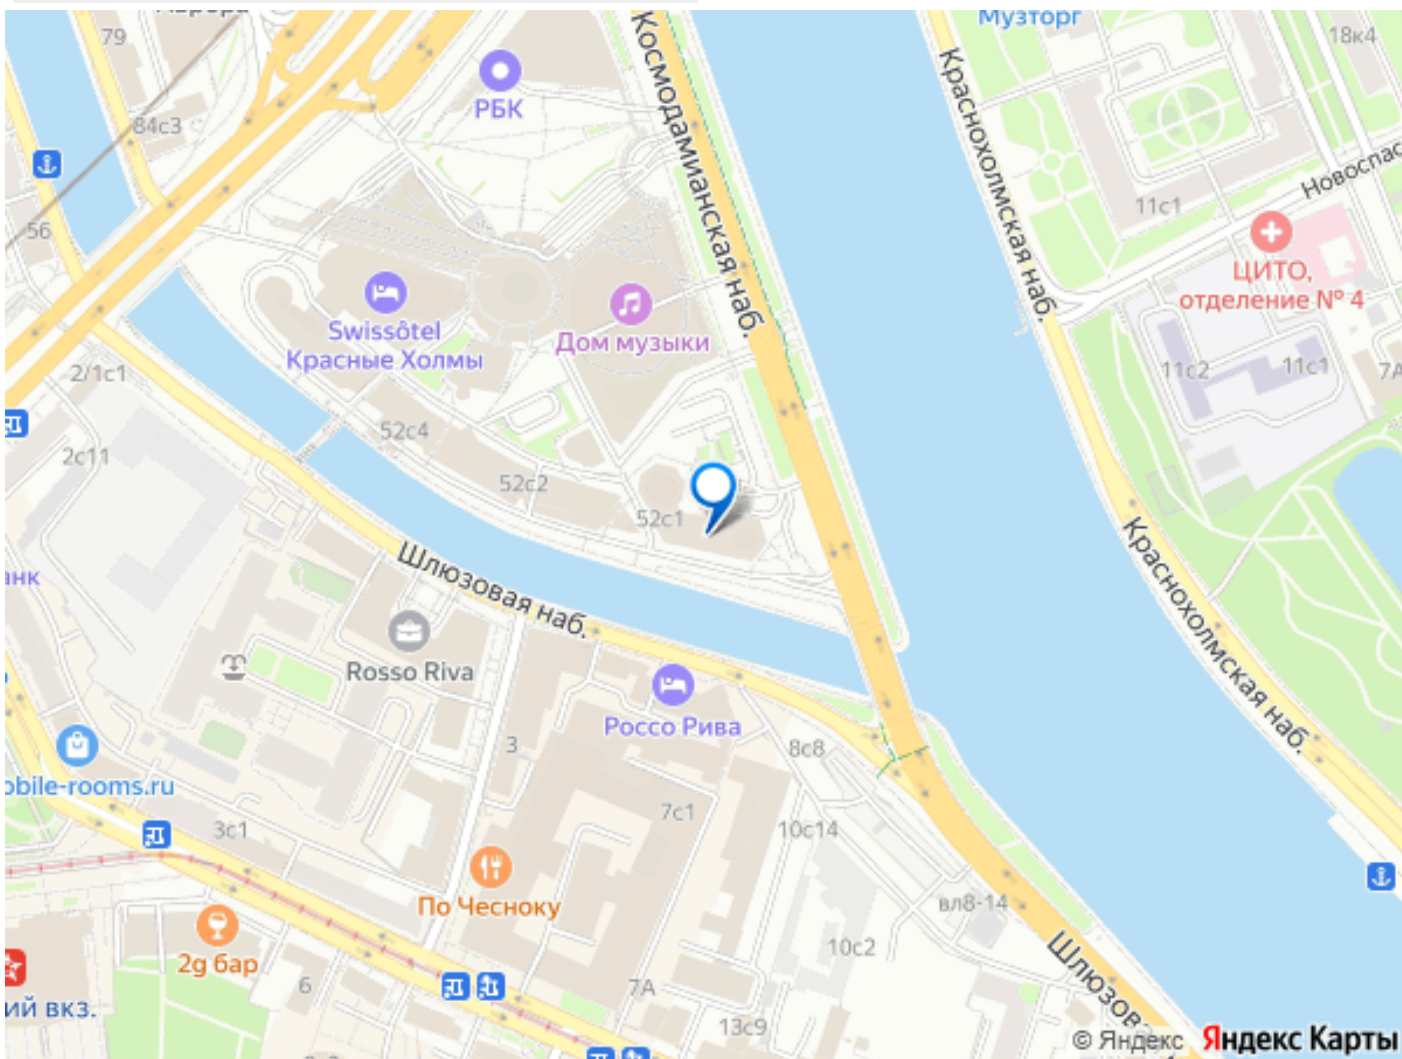 79
Музторг
18к4
РБК
84с3
Космодамианская наб.
Краснохолмская наб.
11с1
56
ЦИТО,
отделение № 4
Swissôtel
Красные Холмы
Дом музыки
2/1с1
11с2
11с1
7А
52с4
2с11
52с2
52с1
Шлюзовая наб.
Краснохолмская наб.
Rosso Riva
Россо Рива
3
8с8
obile-rooms.ru
7с1
3с1
10с14
По Чесноку
вл8-14
2g бар
10с2
6
7А
ий вкз.
13с9
© Яндекс Яндекс Карты